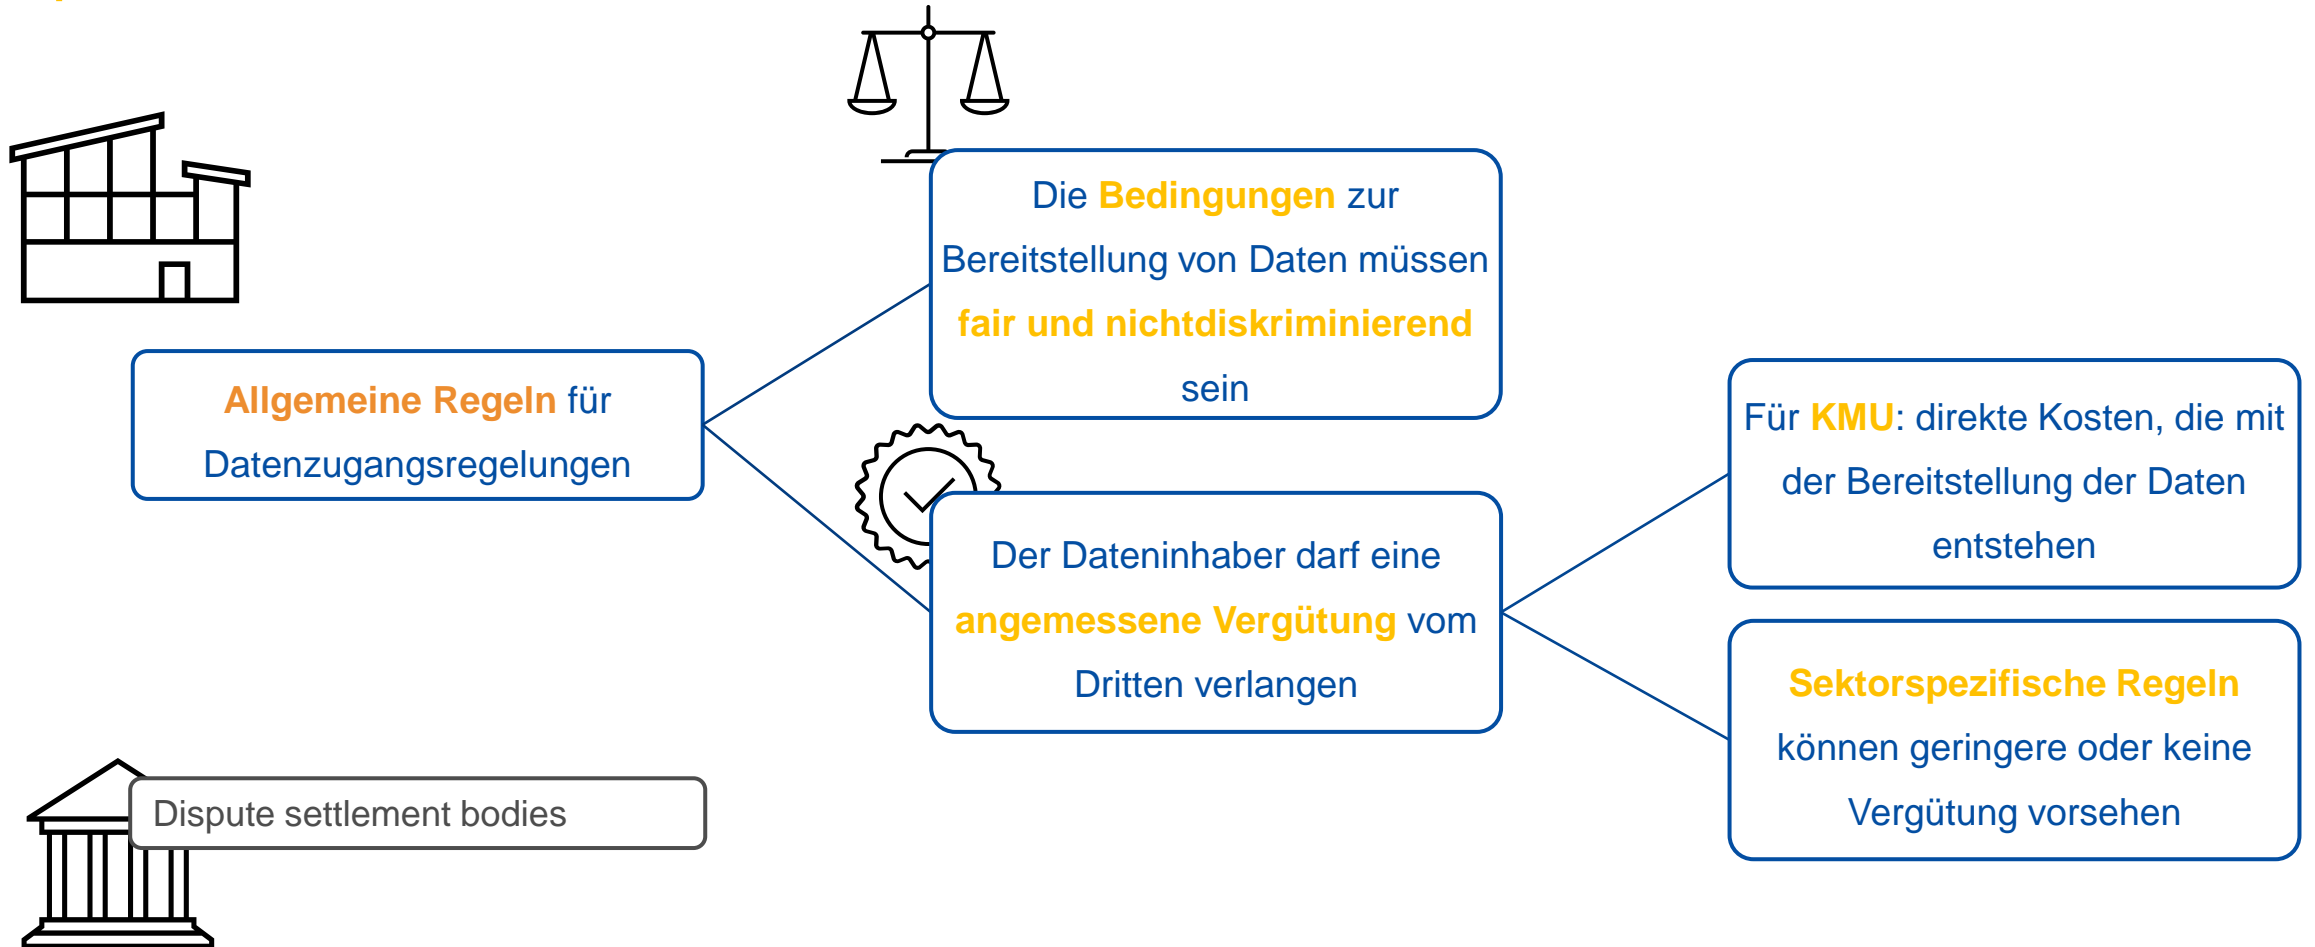 Die Bedingungen zur
Bereitstellung von Daten müssen
fair und nichtdiskriminierend
sein
Allgemeine Regeln für
Datenzugangsregelungen
Der Dateninhaber darf eine
angemessene Vergütung vom
Dritten verlangen
Für KMU: direkte Kosten, die mit
der Bereitstellung der Daten
entstehen
Sektorspezifische Regeln
können geringere oder keine
Vergütung vorsehen
Dispute settlement bodies